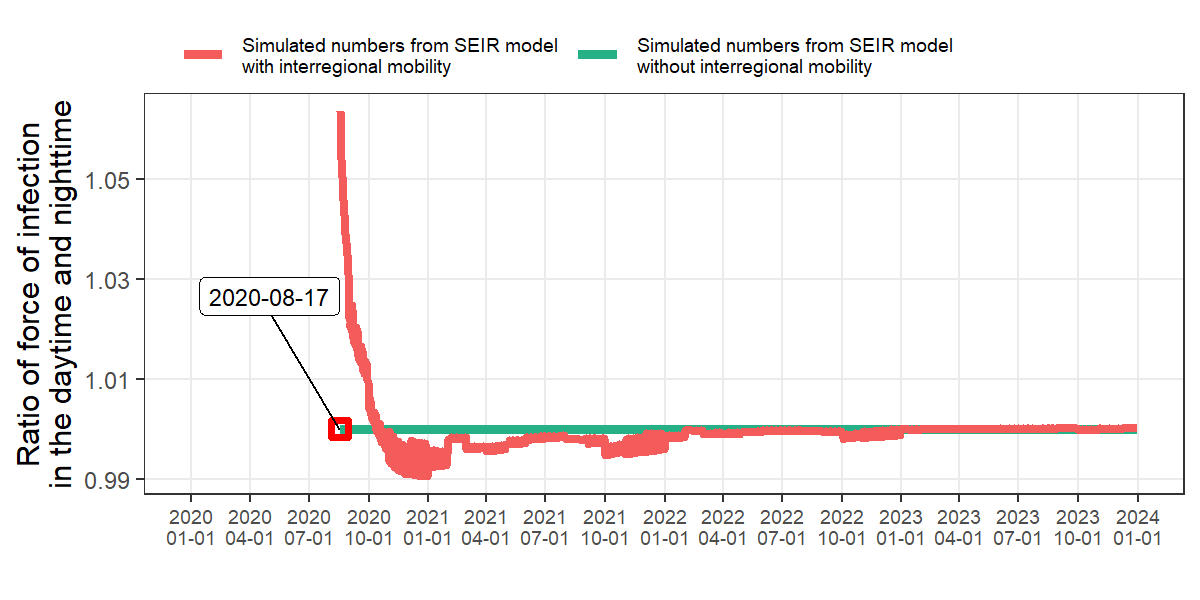 Simulated numbers from SEIR model
with interregional mobility
Simulated numbers from SEIR model
without interregional mobility
Ratio of force of infection
in the daytime and nighttime
1.05
1.03
1.01
0.99
2020-08-17
2020 2020 2020 2020 2021 2021 2021 2021 2022 2022 2022 2022 2023 2023 2023 2023 2024
01-01 04-01 07-01 10-01 01-01 04-01 07-01 10-01 01-01 04-01 07-01 10-01 01-01 04-01 07-01 10-01 01-01